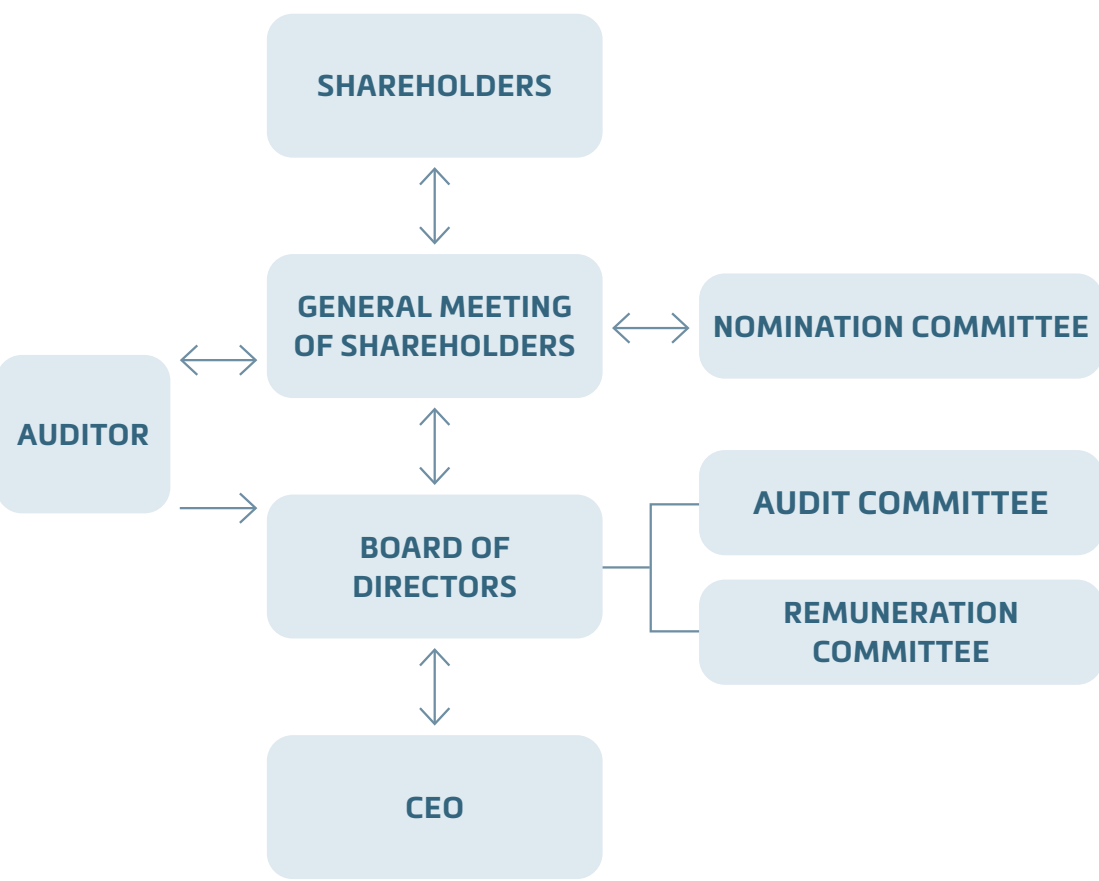 SHAREHOLDERS
GENERAL MEETING
OF SHAREHOLDERS
NOMINATION COMMITTEE
AUDITOR
AUDIT COMMITTEE
BOARD OF
DIRECTORS
REMUNERATION
COMMITTEE
CEO